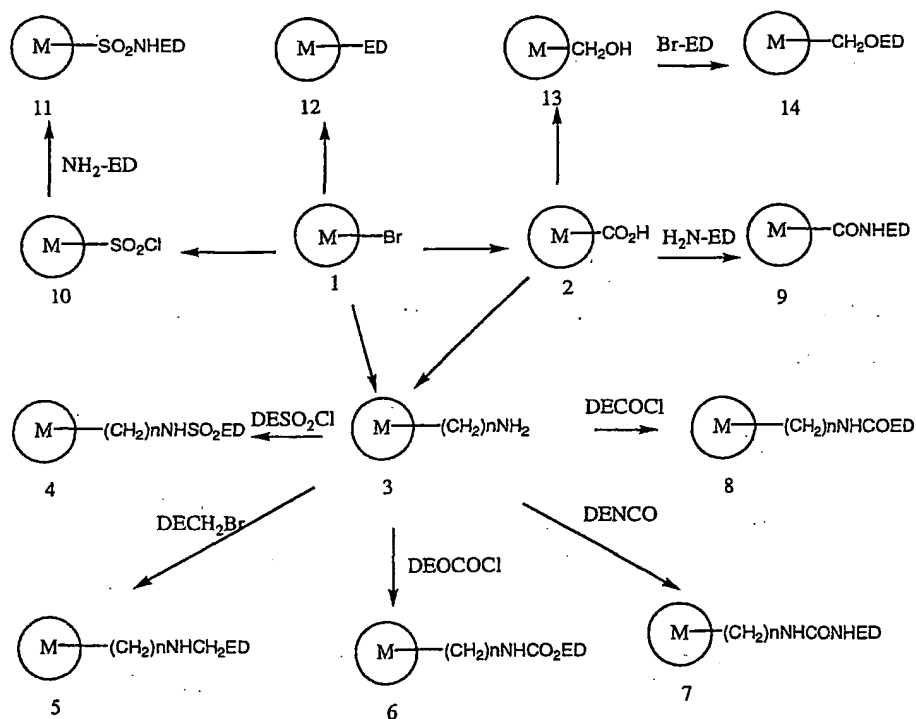 M SO₂NHED
11
M ED
12
M CH₂OH
13
Br-ED
M CH₂OED
14
NH₂-ED
M SO₂Cl
10
M Br
1
M CO₂H
2
H₂N-ED
M CONHED
9
M (CH₂)nNHSO₂ED
4
DESO₂Cl
M (CH₂)nNH₂
3
DECOCl
M (CH₂)nNHCOED
8
DECH₂Br
DEOCOCl
DENCO
M (CH₂)nNHCH₂ED
5
M (CH₂)nNHCO₂ED
6
M (CH₂)nNHCONHED
7